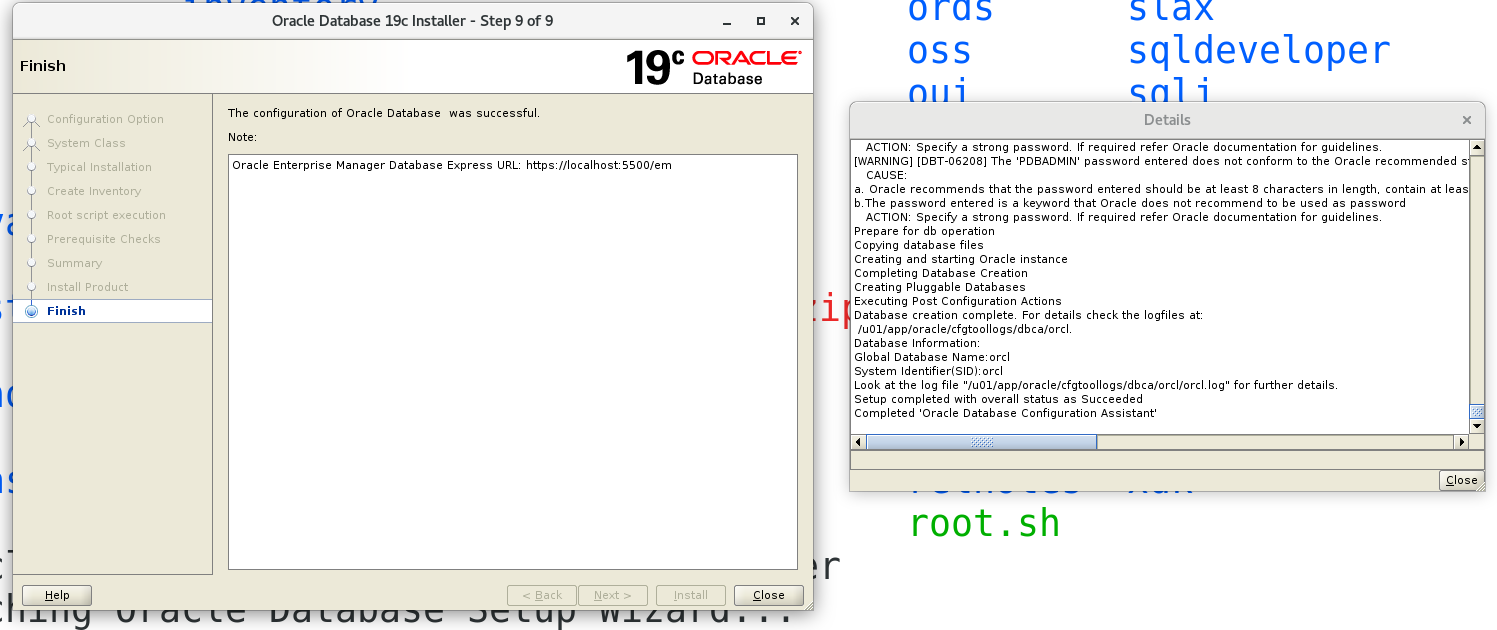 inventory
ords slax
oss sqldeveloper
oui sqlj
Oracle Database 19c Installer - Step 9 of 9
Finish
19c ORACLE
Database
Configuration Option
System Class
Typical Installation
Create Inventory
Root script execution
Prerequisite Checks
Summary
Install Product
Finish
The configuration of Oracle Database was successful.
Note:
Oracle Enterprise Manager Database Express URL: https://localhost:5500/em
Help
< Back
Next >
Install
Close
Details
ACTION: Specify a strong password. If required refer Oracle documentation for guidelines.
[WARNING] [DBT-06208] The 'PDBADMIN' password entered does not conform to the Oracle recommended
CAUSE:
a. Oracle recommends that the password entered should be at least 8 characters in length, contain at leas
b.The password entered is a keyword that Oracle does not recommend to be used as password
ACTION: Specify a strong password. If required refer Oracle documentation for guidelines.
Prepare for db operation
Copying database files
Creating and starting Oracle instance
Completing Database Creation
Creating Pluggable Databases
Executing Post Configuration Actions
Database creation complete. For details check the logfiles at:
/u01/app/oracle/cfgtoollogs/dbca/orcl.
Database Information:
Global Database Name:orcl
System Identifier(SID):orcl
Look at the log file "/u01/app/oracle/cfgtoollogs/dbca/orcl/orcl.log" for further details.
Setup completed with overall status as Succeeded
Completed 'Oracle Database Configuration Assistant'
Close
root.sh
ching Oracle Database Setup Wizard...